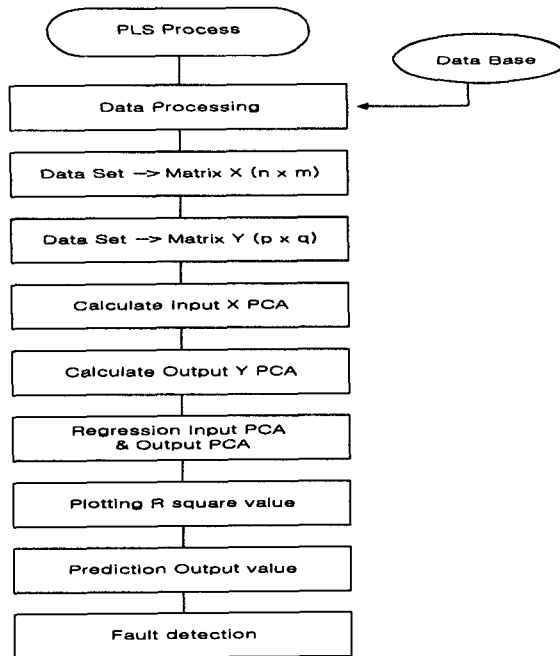 PLS Process
Data Base
Data Processing
Data Set —> Matrix X (n x m)
Data Set —> Matrix Y (p x q)
Calculate Input X PCA
Calculate Output Y PCA
Regression Input PCA
& Output PCA
Plotting R square value
Prediction Output value
Fault detection